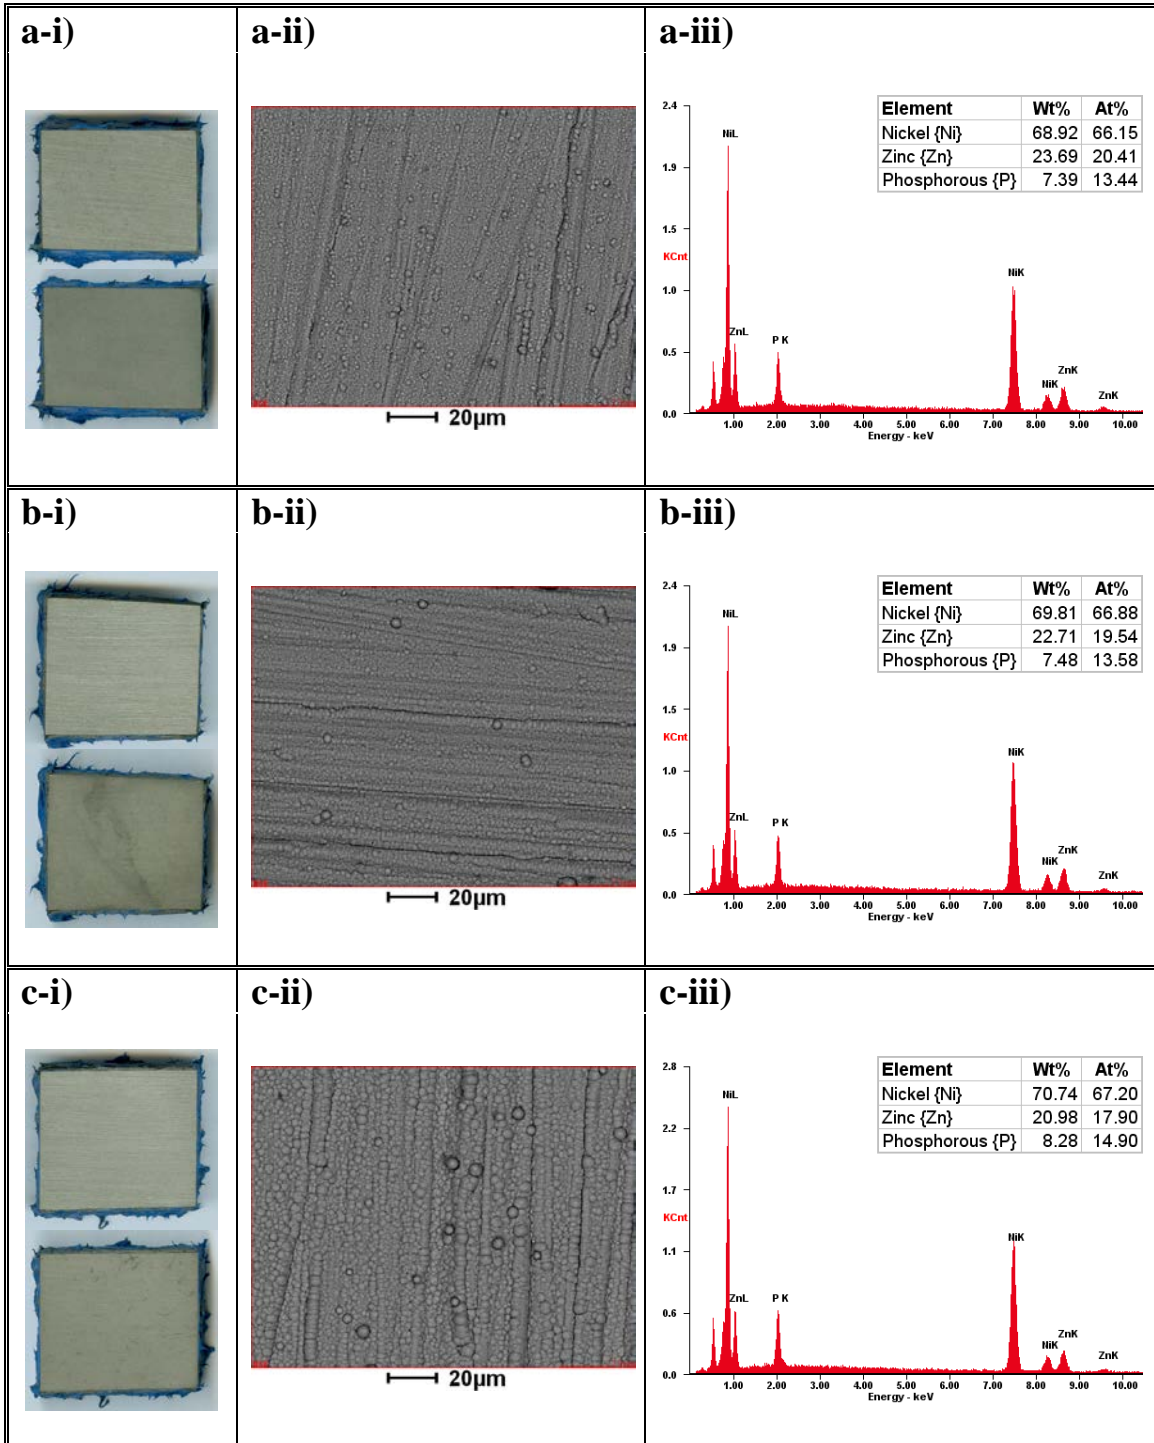 a-i) a-ii) a-iii)
2.4
1.9
1.5
KCnt
1.0
0.5
0.0
NiL
ZnL
P K
NiK
NiK
ZnK
ZnK
1.00 2.00 3.00 4.00 5.00 6.00 7.00 8.00 9.00 10.00
Energy - keV
Element Wt% At%
Nickel {Ni} 68.92 66.15
Zinc {Zn} 23.69 20.41
Phosphorous {P} 7.39 13.44
20µm
b-i) b-ii) b-iii)
2.4
1.9
1.5
KCnt
1.0
0.5
0.0
NiL
ZnL
P K
NiK
NiK
ZnK
ZnK
1.00 2.00 3.00 4.00 5.00 6.00 7.00 8.00 9.00 10.00
Energy - keV
Element Wt% At%
Nickel {Ni} 69.81 66.88
Zinc {Zn} 22.71 19.54
Phosphorous {P} 7.48 13.58
20µm
c-i) c-ii) c-iii)
2.8
2.2
1.7
KCnt
1.1
0.6
0.0
NiL
ZnL
P K
NiK
NiK
ZnK
ZnK
1.00 2.00 3.00 4.00 5.00 6.00 7.00 8.00 9.00 10.00
Energy - keV
Element Wt% At%
Nickel {Ni} 70.74 67.20
Zinc {Zn} 20.98 17.90
Phosphorous {P} 8.28 14.90
20µm